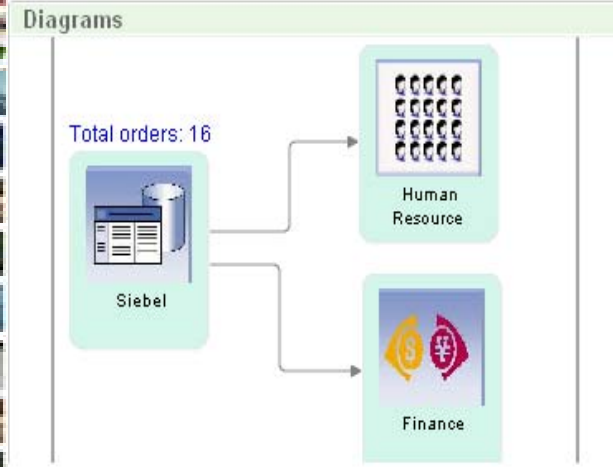 Diagrams
Total orders: 16
Siebel
Human
Resource
$ ¥
Finance